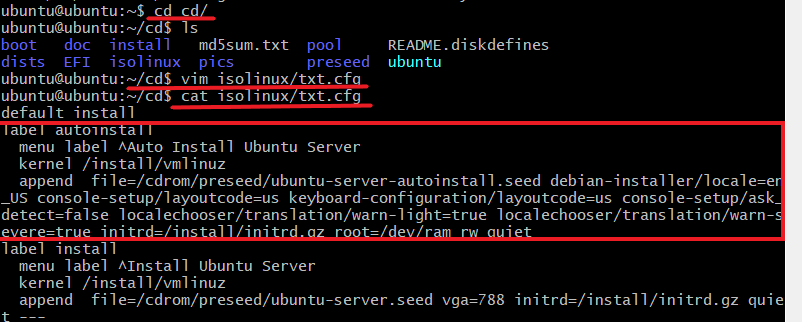 ubuntu@ubuntu:~$ cd cd/
ubuntu@ubuntu:~/cd$ ls
boot doc install md5sum.txt pool README.diskdefines
dists EFI isolinux pics preseed ubuntu
ubuntu@ubuntu:~/cd$ vim isolinux/txt.cfg
ubuntu@ubuntu:~/cd$ cat isolinux/txt.cfg
default install
label autoinstall
  menu label ^Auto Install Ubuntu Server
  kernel /install/vmlinuz
  append  file=/cdrom/preseed/ubuntu-server-autoinstall.seed debian-installer/locale=en
_US console-setup/layoutcode=us keyboard-configuration/layoutcode=us console-setup/ask_
detect=false localechooser/translation/warn-light=true localechooser/translation/warn-s
evere=true initrd=/install/initrd.gz root=/dev/ram rw quiet
label install
  menu label ^Install Ubuntu Server
  kernel /install/vmlinuz
  append  file=/cdrom/preseed/ubuntu-server.seed vga=788 initrd=/install/initrd.gz quie
t ---